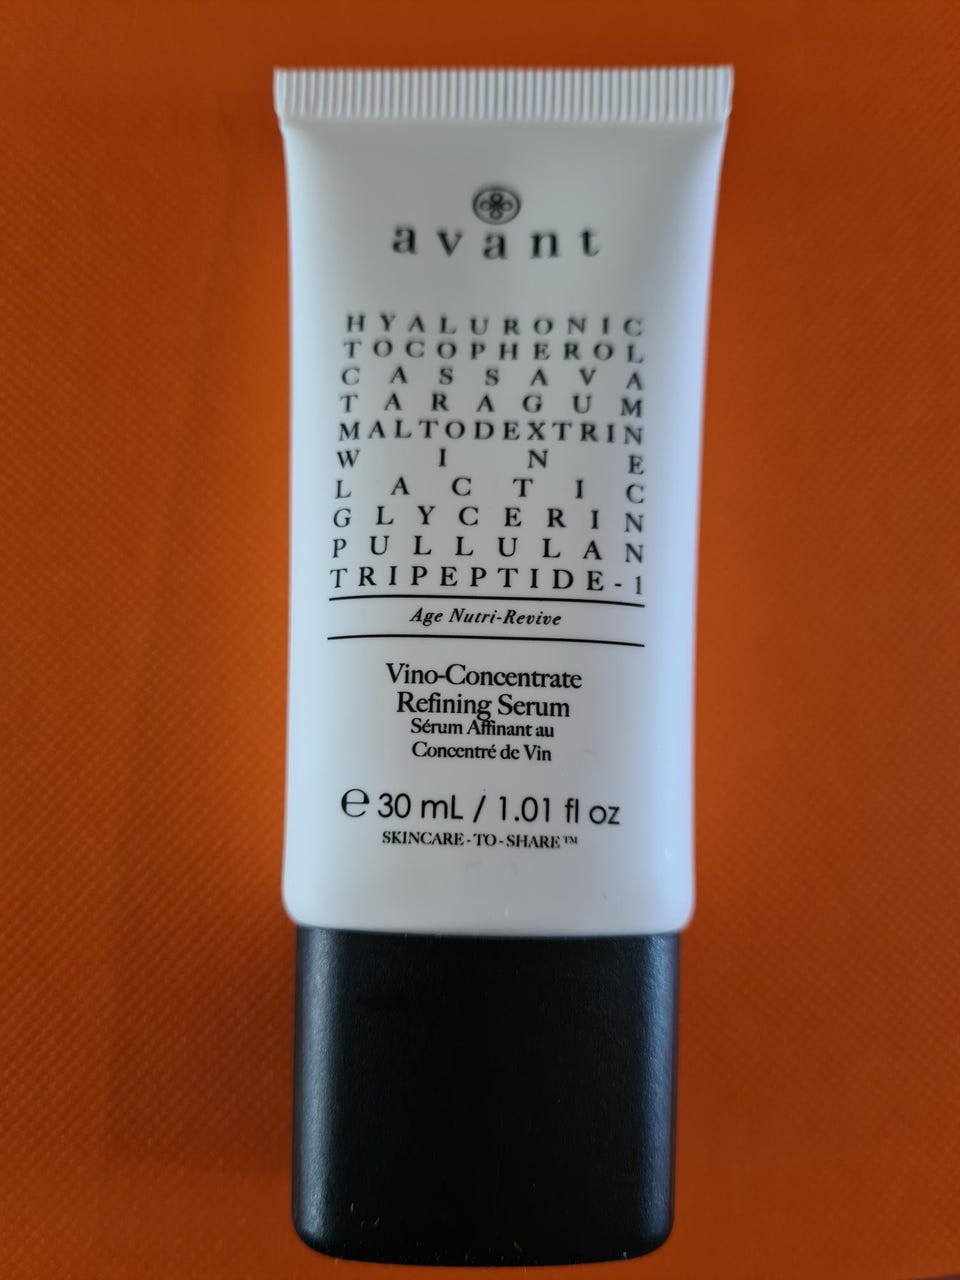 avant
HYALURONIC
TOCOPHEROL
CASSAVA
TARAGUM
MALTODEXTRIN
WINE
LACTIC
GLYCERIN
PULLULAN
TRIPEPTIDE-1
Age Nutri-Revive
Vino-Concentrate
Refining Serum
Sérum Affinant au
Concentré de Vin
℮ 30 mL / 1.01 fl oz
SKINCARE-TO-SHARE™